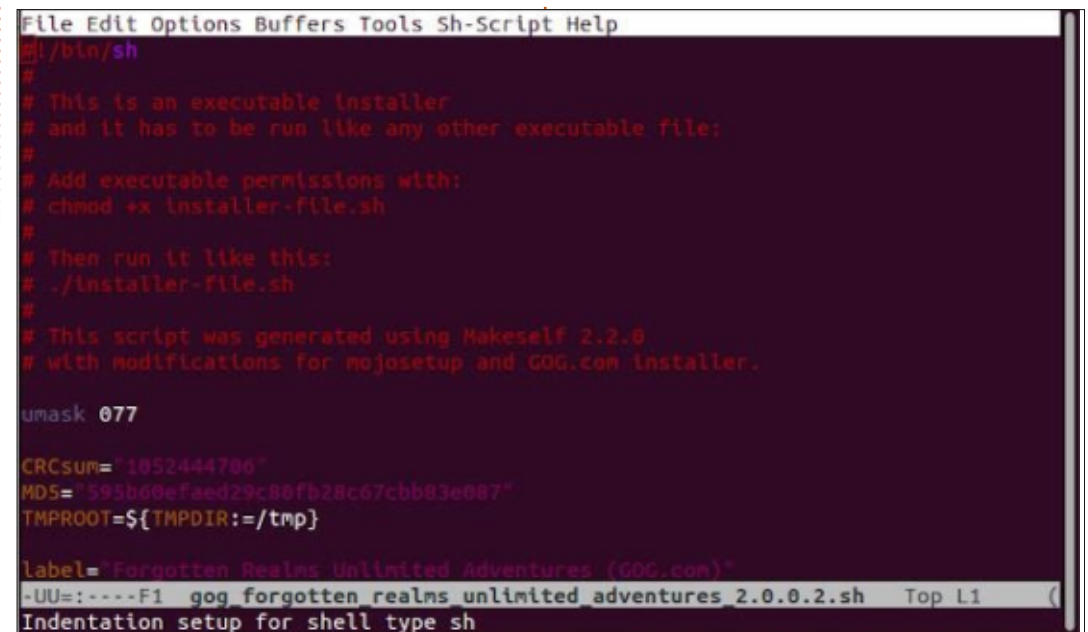 File Edit Options Buffers Tools Sh-Script Help
#!/bin/sh
#
# This is an executable installer
# and it has to be run like any other executable file:
#
# Add executable permissions with:
# chmod +x installer-file.sh
#
# Then run it like this:
# ./installer-file.sh
#
# This script was generated using Makeself 2.2.0
# with modifications for mojosetup and GOG.com installer.
umask 077
CRCsum="1052444706"
MD5="595b60efaed29c80fb28c67cbb83e087"
TMPROOT=${TMPDIR:=/tmp}
label="Forgotten Realms Unlimited Adventures (GOG.com)"
-UU=:----F1 gog_forgotten_realms_unlimited_adventures_2.0.0.2.sh Top L1 (
Indentation setup for shell type sh